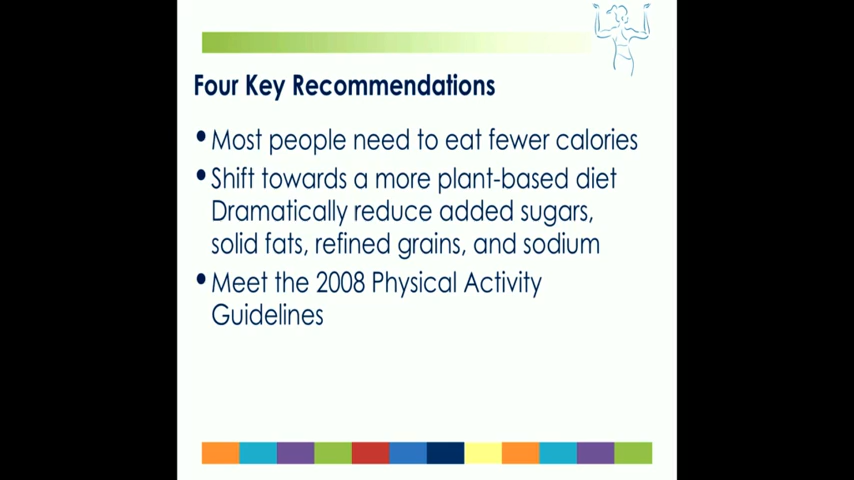 Four Key Recommendations
• Most people need to eat fewer calories
• Shift towards a more plant-based diet
Dramatically reduce added sugars,
solid fats, refined grains, and sodium
• Meet the 2008 Physical Activity
Guidelines